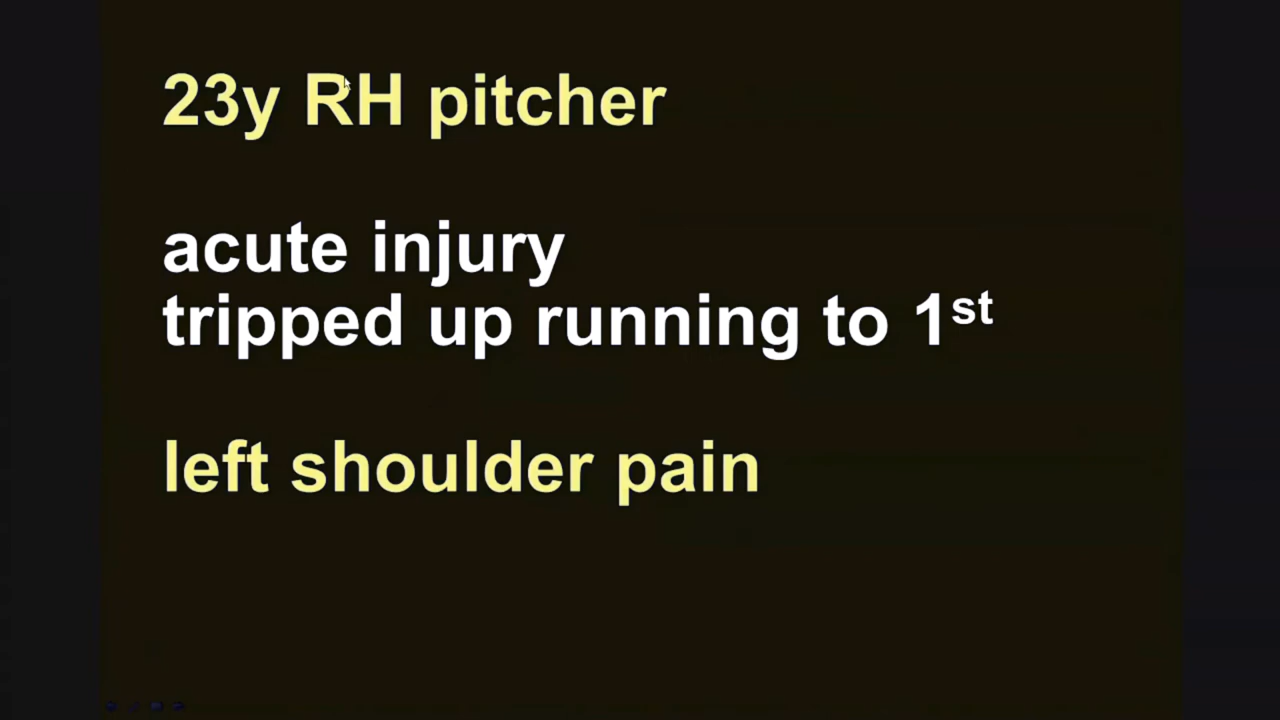 23y RH pitcher
acute injury
tripped up running to 1st
left shoulder pain